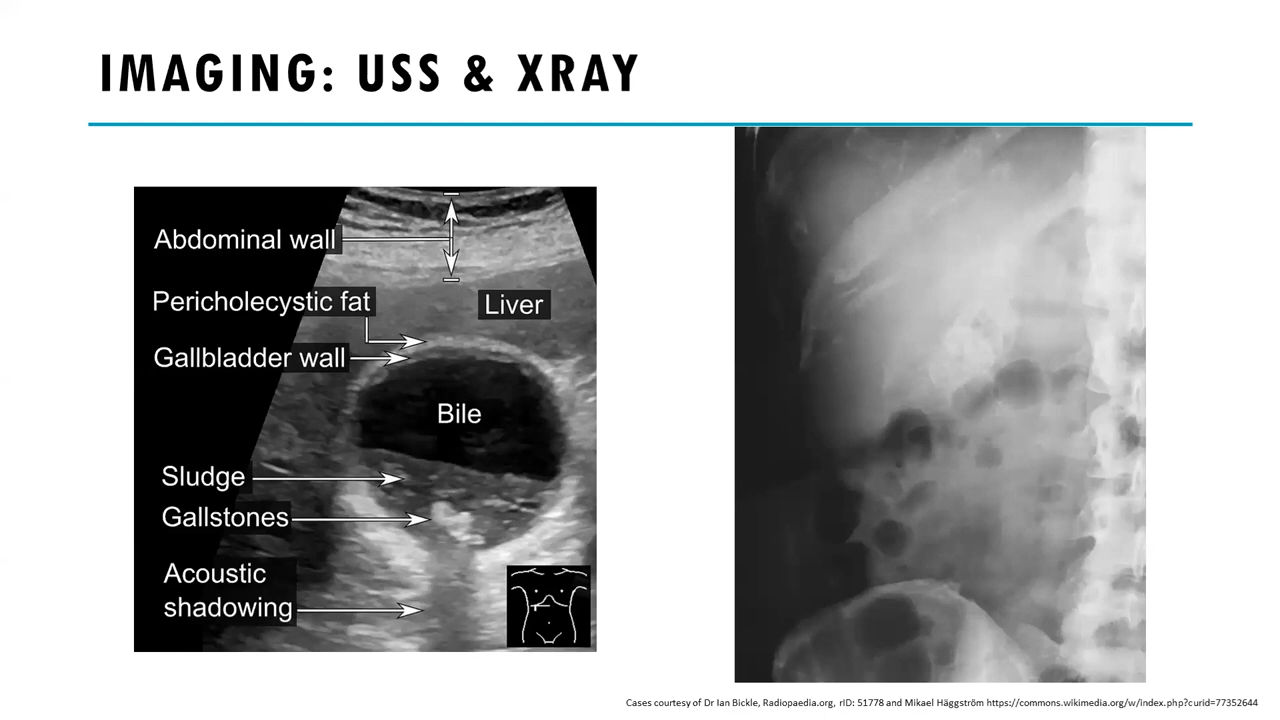 IMAGING: USS & XRAY
Abdominal wall
Pericholecystic fat
Liver
Gallbladder wall
Bile
Sludge
Gallstones
Acoustic
shadowing
Cases courtesy of Dr Ian Bickle, Radiopaedia.org, rID: 51778 and Mikael Häggström https://commons.wikimedia.org/w/index.php?curid=77352644